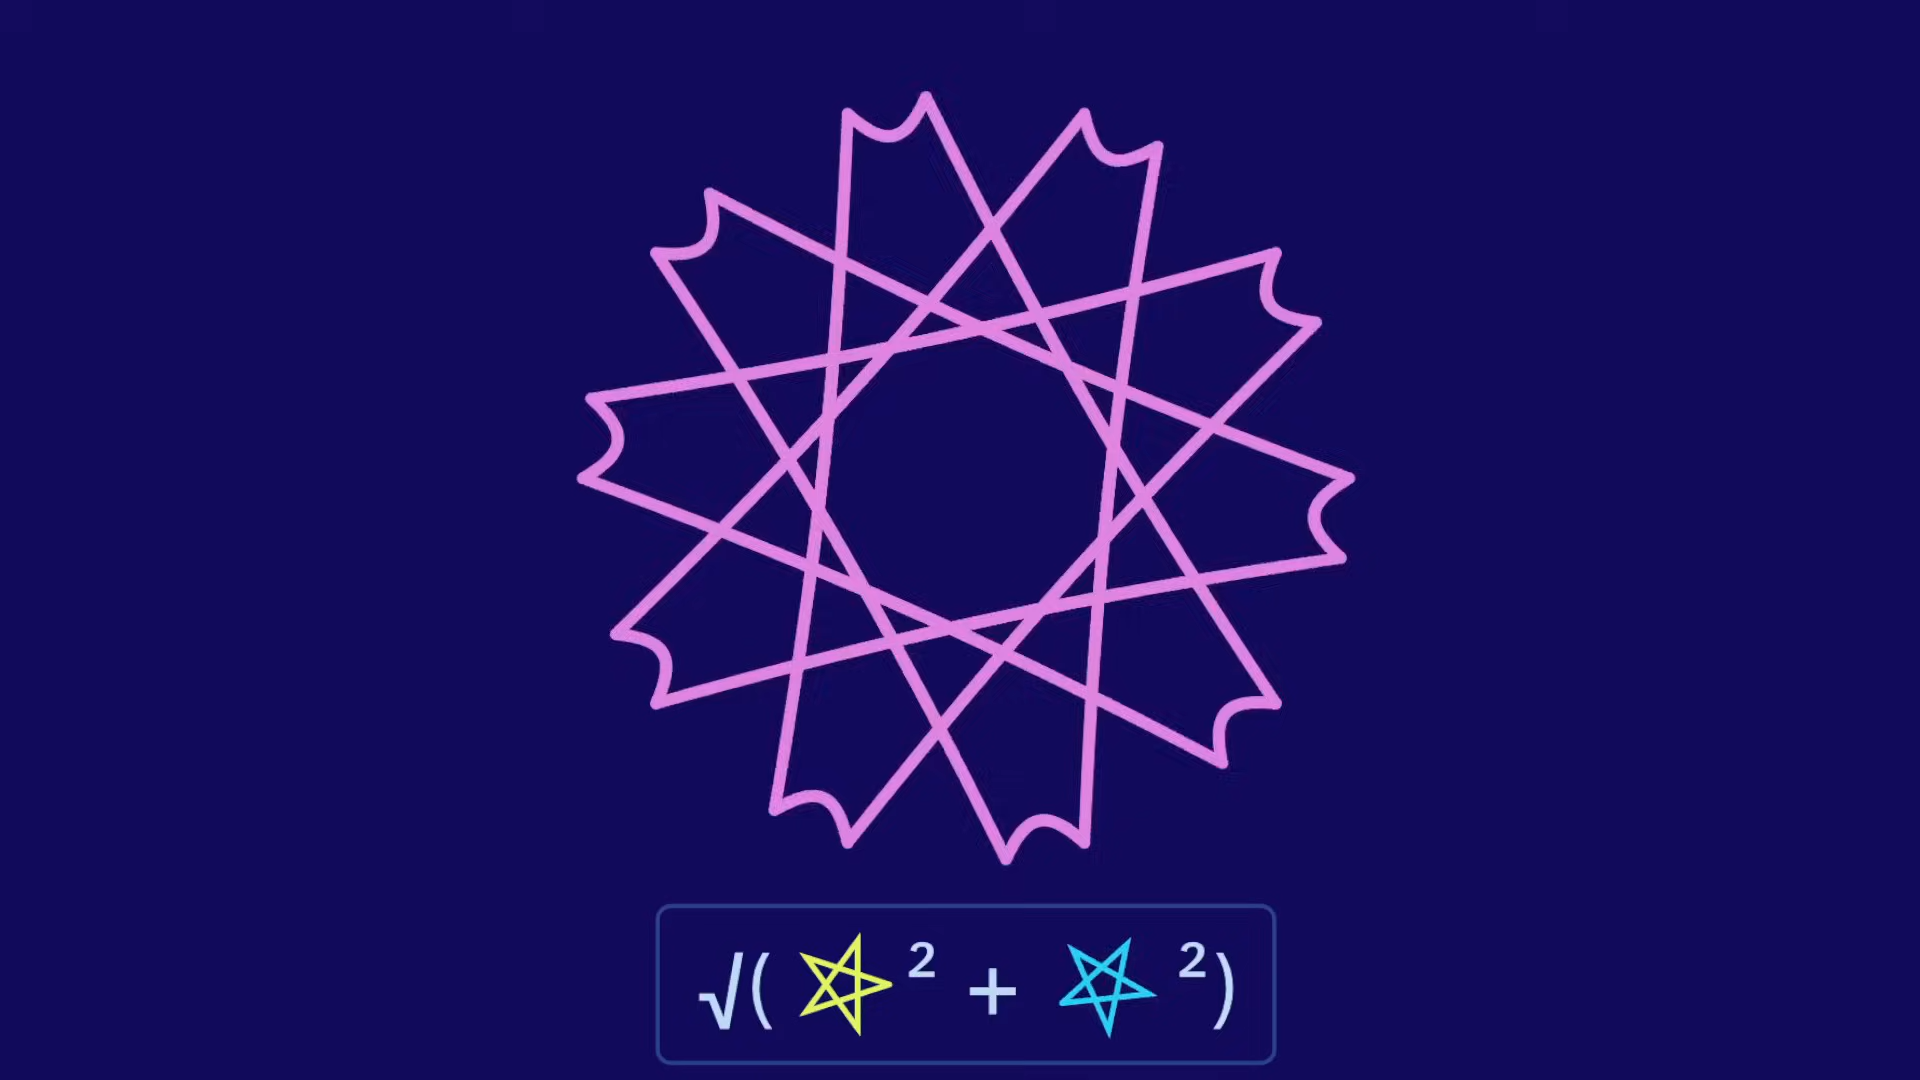 √( ☆ ² + ☆ ² )